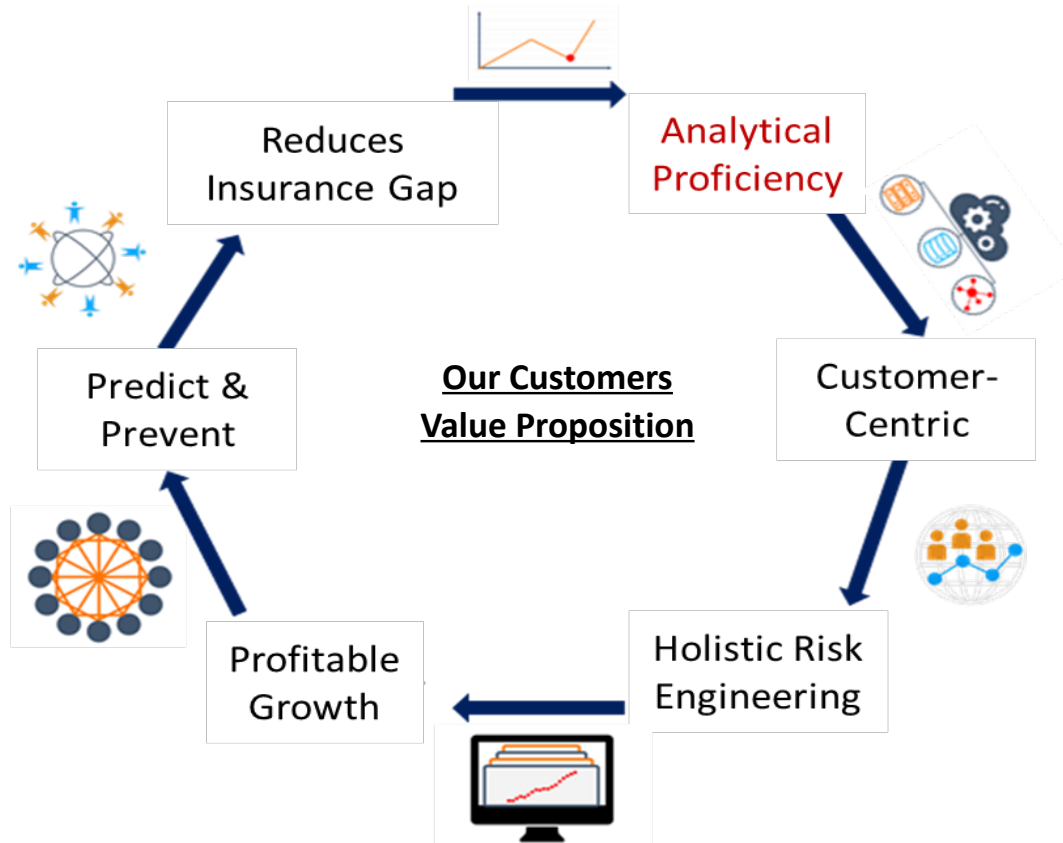 Reduces
Insurance Gap
Analytical
Proficiency
Predict &
Prevent
Our Customers
Value Proposition
Customer-
Centric
Profitable
Growth
Holistic Risk
Engineering